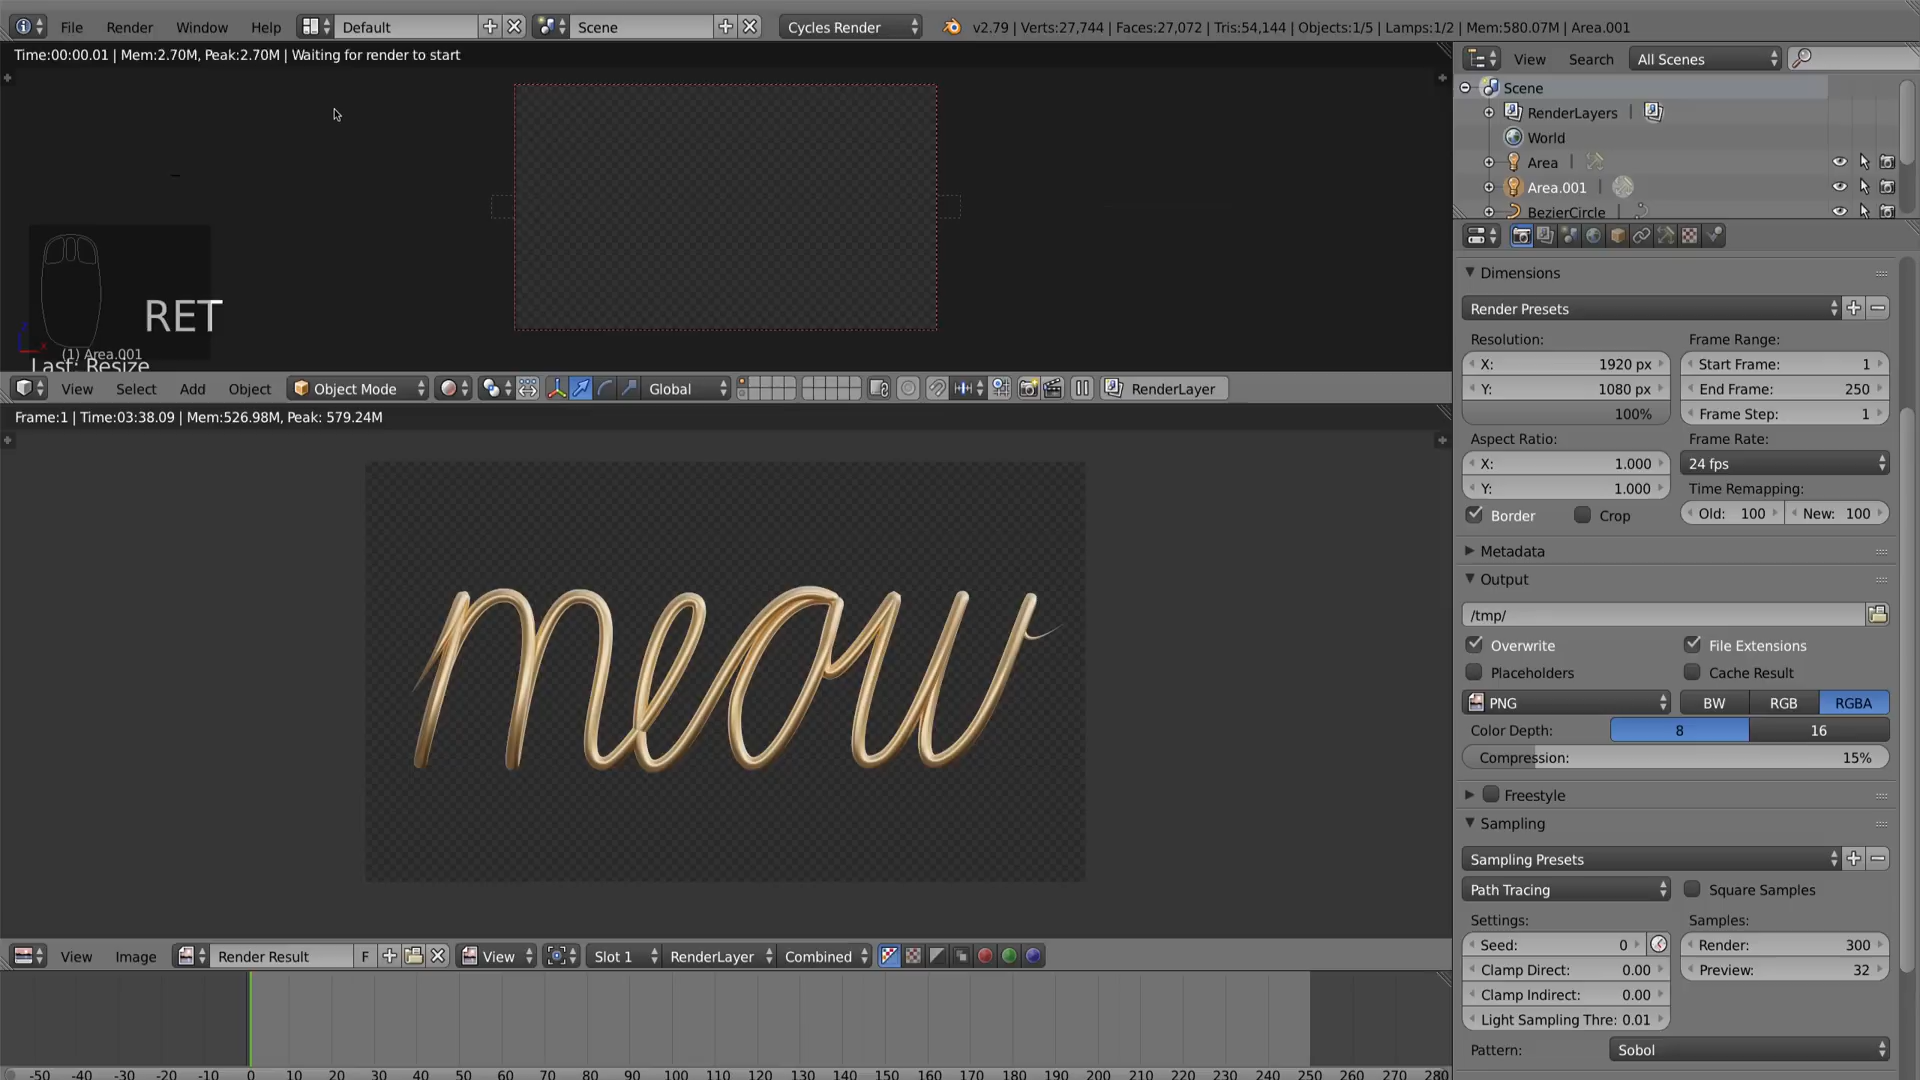 File Render Window Help Default Scene Cycles Render v2.79 | Verts:27,744 | Faces:27,072 | Tris:54,144 | Objects:1/5 | Lamps:1/2 | Mem:580.07M | Area.001
Time:00:00.01 | Mem:2.70M, Peak:2.70M | Waiting for render to start
RET
(1) Area.001
Last: Resize
View Select Add Object Object Mode Global RenderLayer
Frame:1 | Time:03:38.09 | Mem:526.98M, Peak: 579.24M
meow
View Image Render Result F View Slot 1 RenderLayer Combined
-50 -40 -30 -20 -10 0 10 20 30 40 50 60 70 80 90 100 110 120 130 140 150 160 170 180 190 200 210 220 230 240 250 260 270 280
View Search All Scenes
Scene
RenderLayers |
World
Area |
Area.001 |
BezierCircle |
Dimensions
Render Presets
Resolution: Frame Range:
X: 1920 px Start Frame: 1
Y: 1080 px End Frame: 250
100% Frame Step: 1
Aspect Ratio: Frame Rate:
X: 1.000 24 fps
Y: 1.000 Time Remapping:
Border Crop Old: 100 New: 100
Metadata
Output
/tmp/
Overwrite File Extensions
Placeholders Cache Result
PNG BW RGB RGBA
Color Depth: 8 16
Compression: 15%
Freestyle
Sampling
Sampling Presets
Path Tracing Square Samples
Settings: Samples:
Seed: 0 Render: 300
Clamp Direct: 0.00 Preview: 32
Clamp Indirect: 0.00
Light Sampling Thre: 0.01
Pattern: Sobol